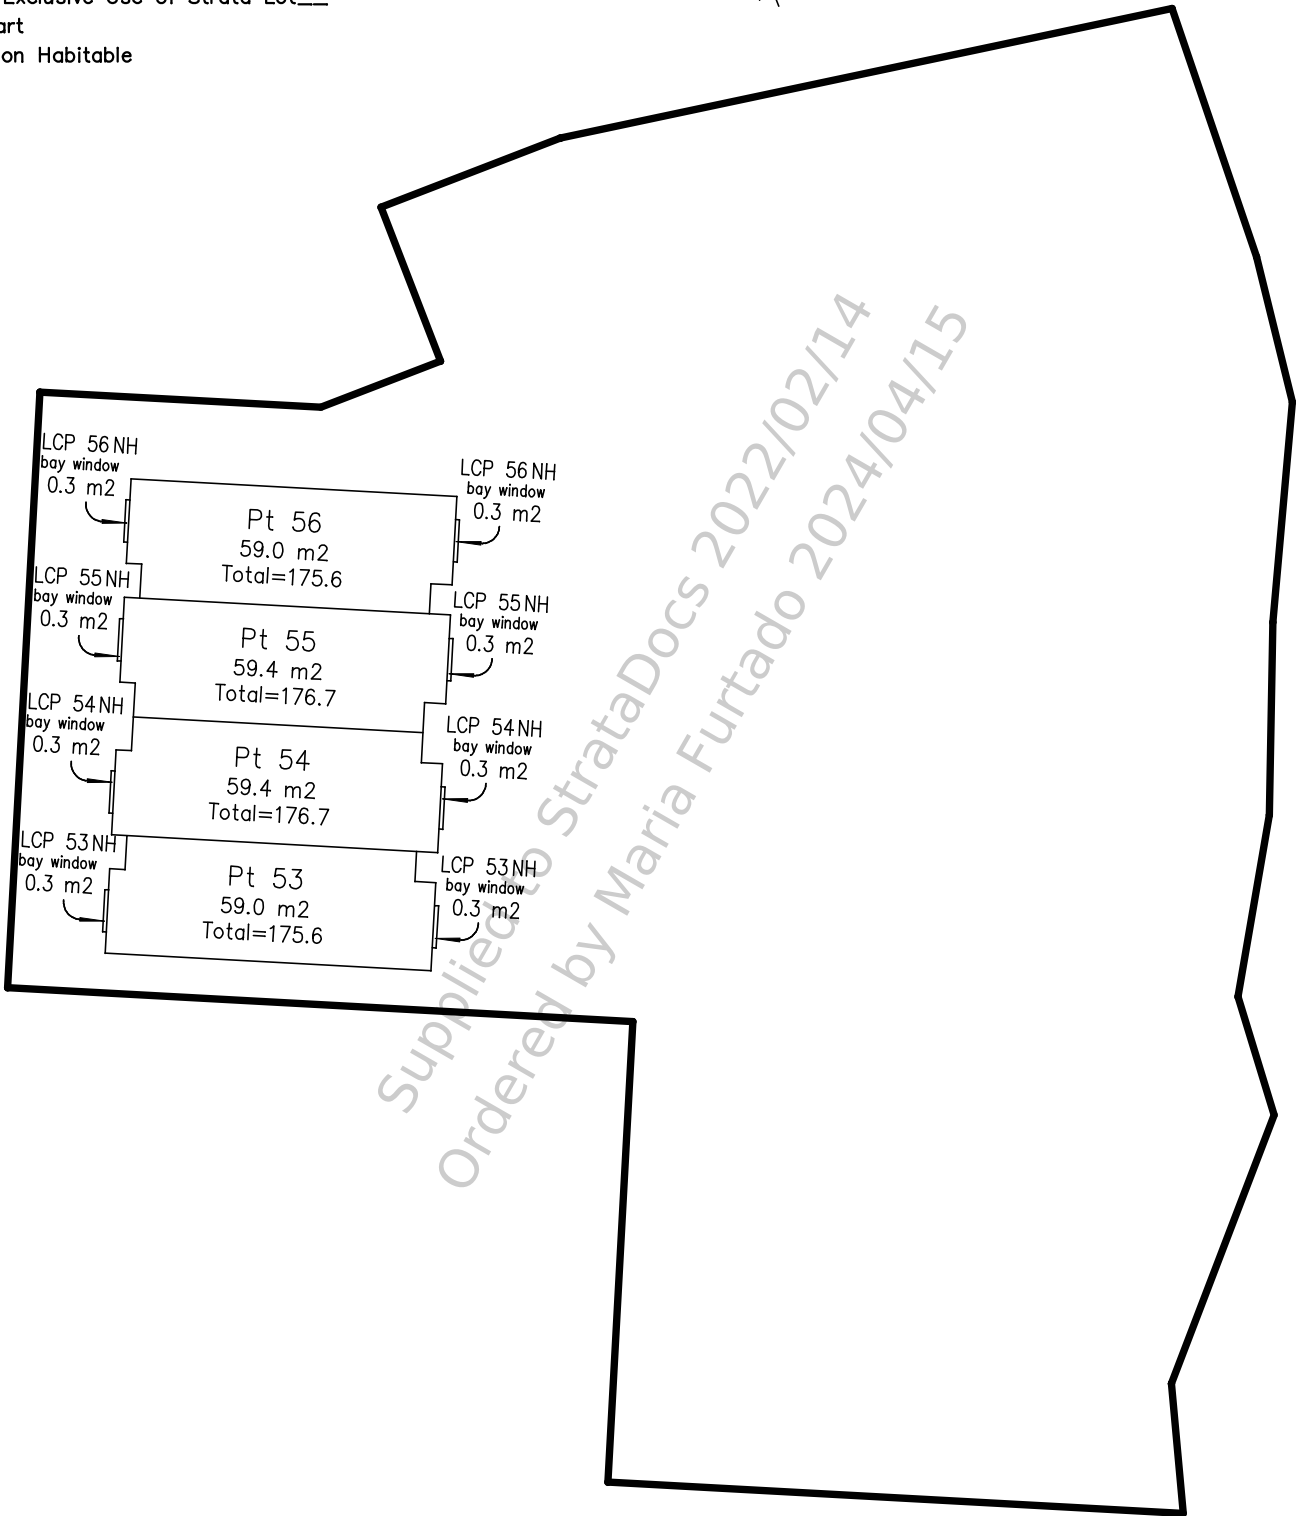 Exclusive Use of Strata Lot__
art
on Habitable
LCP 56 NH
bay window
0.3 m2
Pt 56
59.0 m2
Total=175.6
LCP 56 NH
bay window
0.3 m2
LCP 55 NH
bay window
0.3 m2
Pt 55
59.4 m2
Total=176.7
LCP 55 NH
bay window
0.3 m2
LCP 54 NH
bay window
0.3 m2
Pt 54
59.4 m2
Total=176.7
LCP 54 NH
bay window
0.3 m2
LCP 53 NH
bay window
0.3 m2
Pt 53
59.0 m2
Total=175.6
LCP 53 NH
bay window
0.3 m2
Supplied to StrataDocs 2022/02/14
Ordered by Maria Furtado 2024/04/15